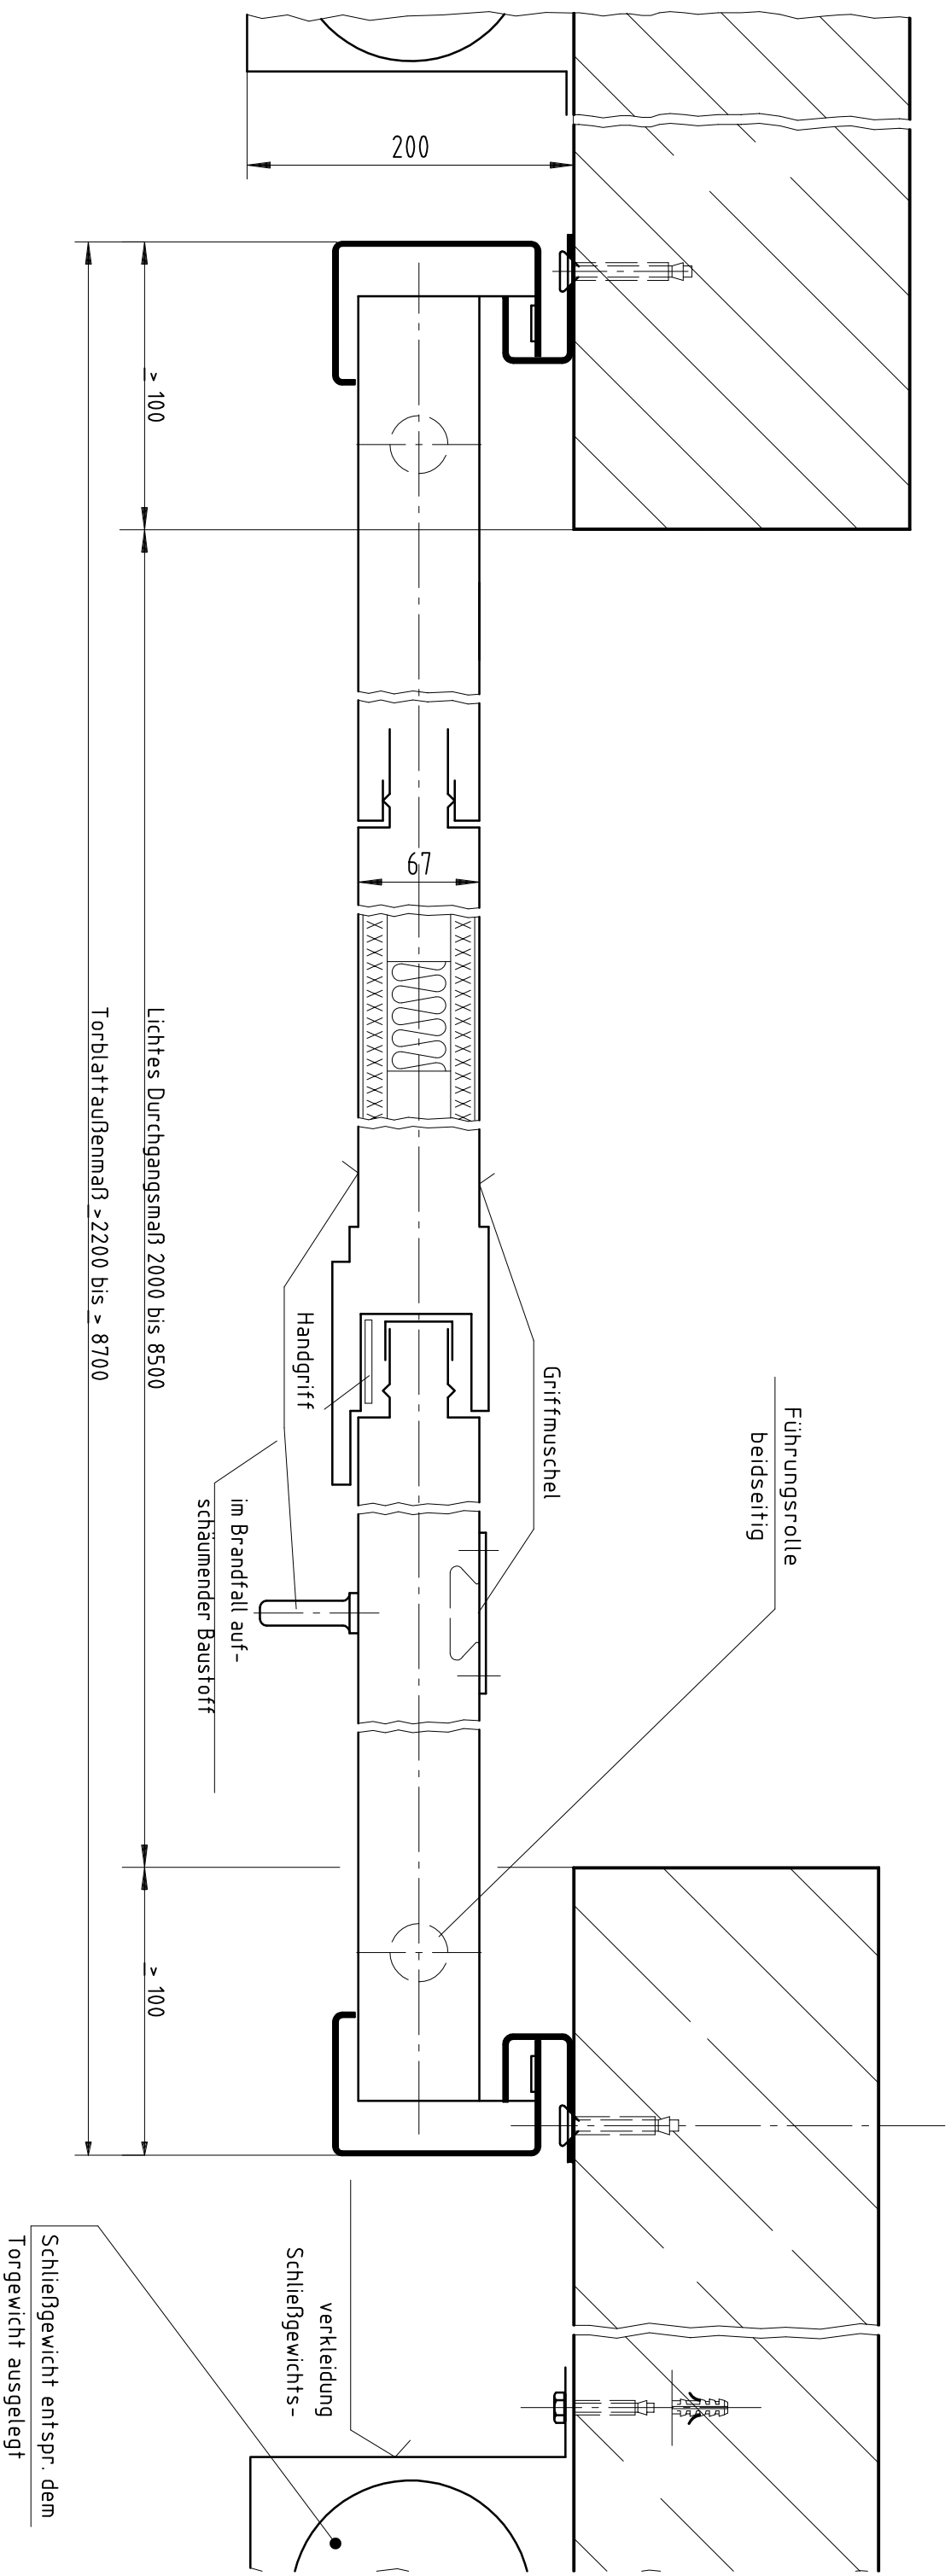 200
≥ 100
67
Lichtes Durchgangsmaß 2000 bis 8500
Torblattaußenmaß ≥2200 bis ≥ 8700
Handgriff
Griffmuschel
Führungsrolle
beidseitig
im Brandfall auf-
schäumender Baustoff
≥ 100
Schließgewichts-
verkleidung
Schließgewicht entspr. dem
Torgewicht ausgelegt